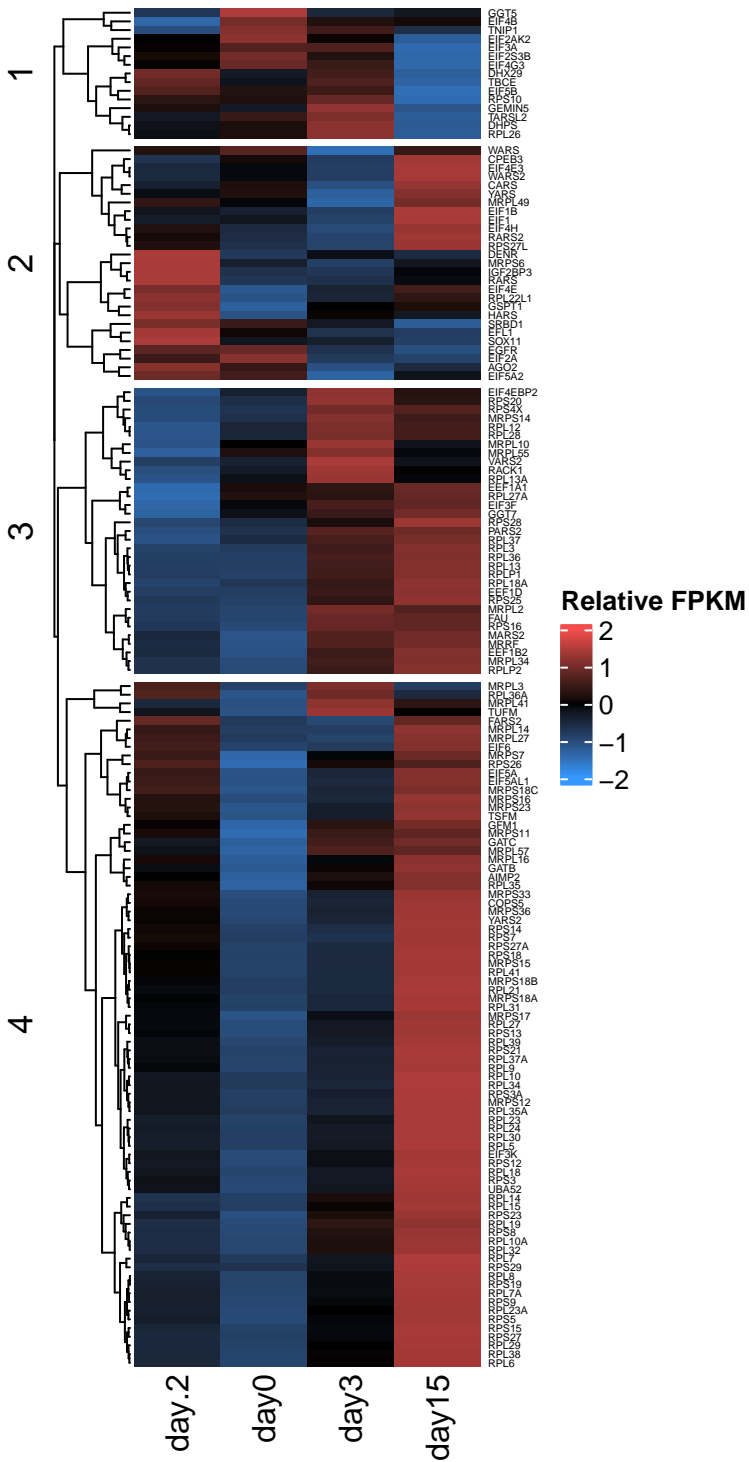 1
GGT5
EIF4B
TNIP1
EIF2AK2
EIF3A
EIF2S3B
EIF4G3
DHX29
TBCE
EIF5B
RPS10
GEMIN5
TARSL2
DHPS
RPL26
2
WARS
CPEB3
EIF4E3
WARS2
CARS
YARS
MRPL49
EIF1B
EIF1
EIF4H
RARS2
RPS27L
DENR
MRPS6
IGF2BP3
RARS
EIF4E
RPL22L1
GSPT1
HARS
SRBD1
EFL1
SOX11
EGFR
EIF2A
AGO2
EIF5A2
3
EIF4EBP2
RPS20
RPS4X
MRPS14
RPL12
RPL28
MRPL10
MRPL55
VARS2
RACK1
RPL13A
EEF1A1
RPL27A
EIF3F
GGT7
RPS28
PARS2
RPL37
RPL3
RPL36
RPL13
RPLP1
RPL18A
EEF1D
RPS25
MRPL2
FAU
RPS16
MARS2
MRRF
EEF1B2
MRPL34
RPLP2
4
MRPL3
RPL36A
MRPL41
TUFM
FARS2
MRPL14
MRPL27
EIF6
MRPS7
RPS26
EIF5A
EIF5AL1
MRPS18C
MRPS16
MRPS23
TSFM
GFM1
MRPS11
GATC
MRPL57
MRPL16
GATB
AIMP2
RPL35
MRPS33
COPS5
MRPS36
YARS2
RPS14
RPS7
RPS27A
RPS18
MRPS15
RPL41
MRPS18B
RPL21
MRPS18A
RPL31
MRPS17
RPL27
RPS13
RPL39
RPS21
RPL37A
RPL9
RPL10
RPL34
RPS3A
MRPS12
RPL35A
RPL23
RPL24
RPL30
RPL5
EIF3K
RPS12
RPL18
RPS3
UBA52
RPL14
RPL15
RPS23
RPL19
RPS8
RPL10A
RPL32
RPL7
RPS29
RPL8
RPS19
RPL7A
RPS9
RPL23A
RPS5
RPS15
RPS27
RPL29
RPL38
RPL6
day.2
day0
day3
day15
Relative FPKM
2
1
0
−1
−2